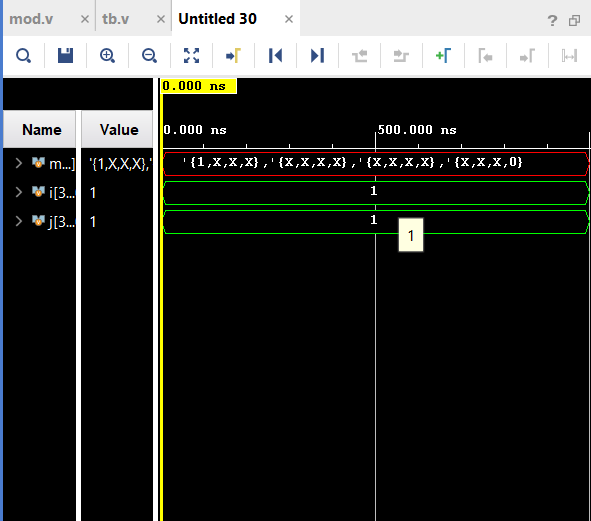 mod.v × tb.v × Untitled 30 × ? 
0.000 ns
Name Value 0.000 ns 500.000 ns
m...] '{1,X,X,X},' '{1,X,X,X},'{X,X,X,X},'{X,X,X,X},'{X,X,X,0}
i[3... 1 1
j[3... 1 1
1